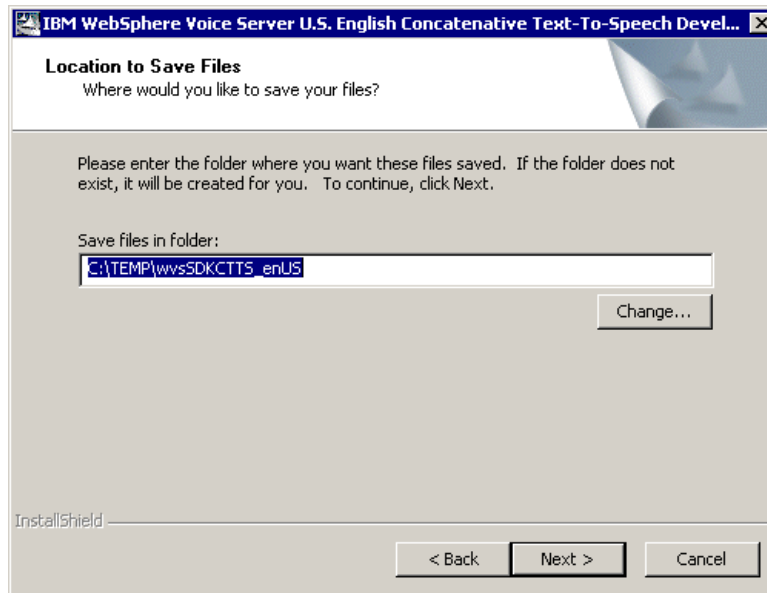 IBM WebSphere Voice Server U.S. English Concatenative Text-To-Speech Devel...
Location to Save Files
Where would you like to save your files?
Please enter the folder where you want these files saved.  If the folder does not
exist, it will be created for you.   To continue, click Next.
Save files in folder:
C:\TEMP\wvsSDKCTTS_enUS
Change...
InstallShield
< Back
Next >
Cancel